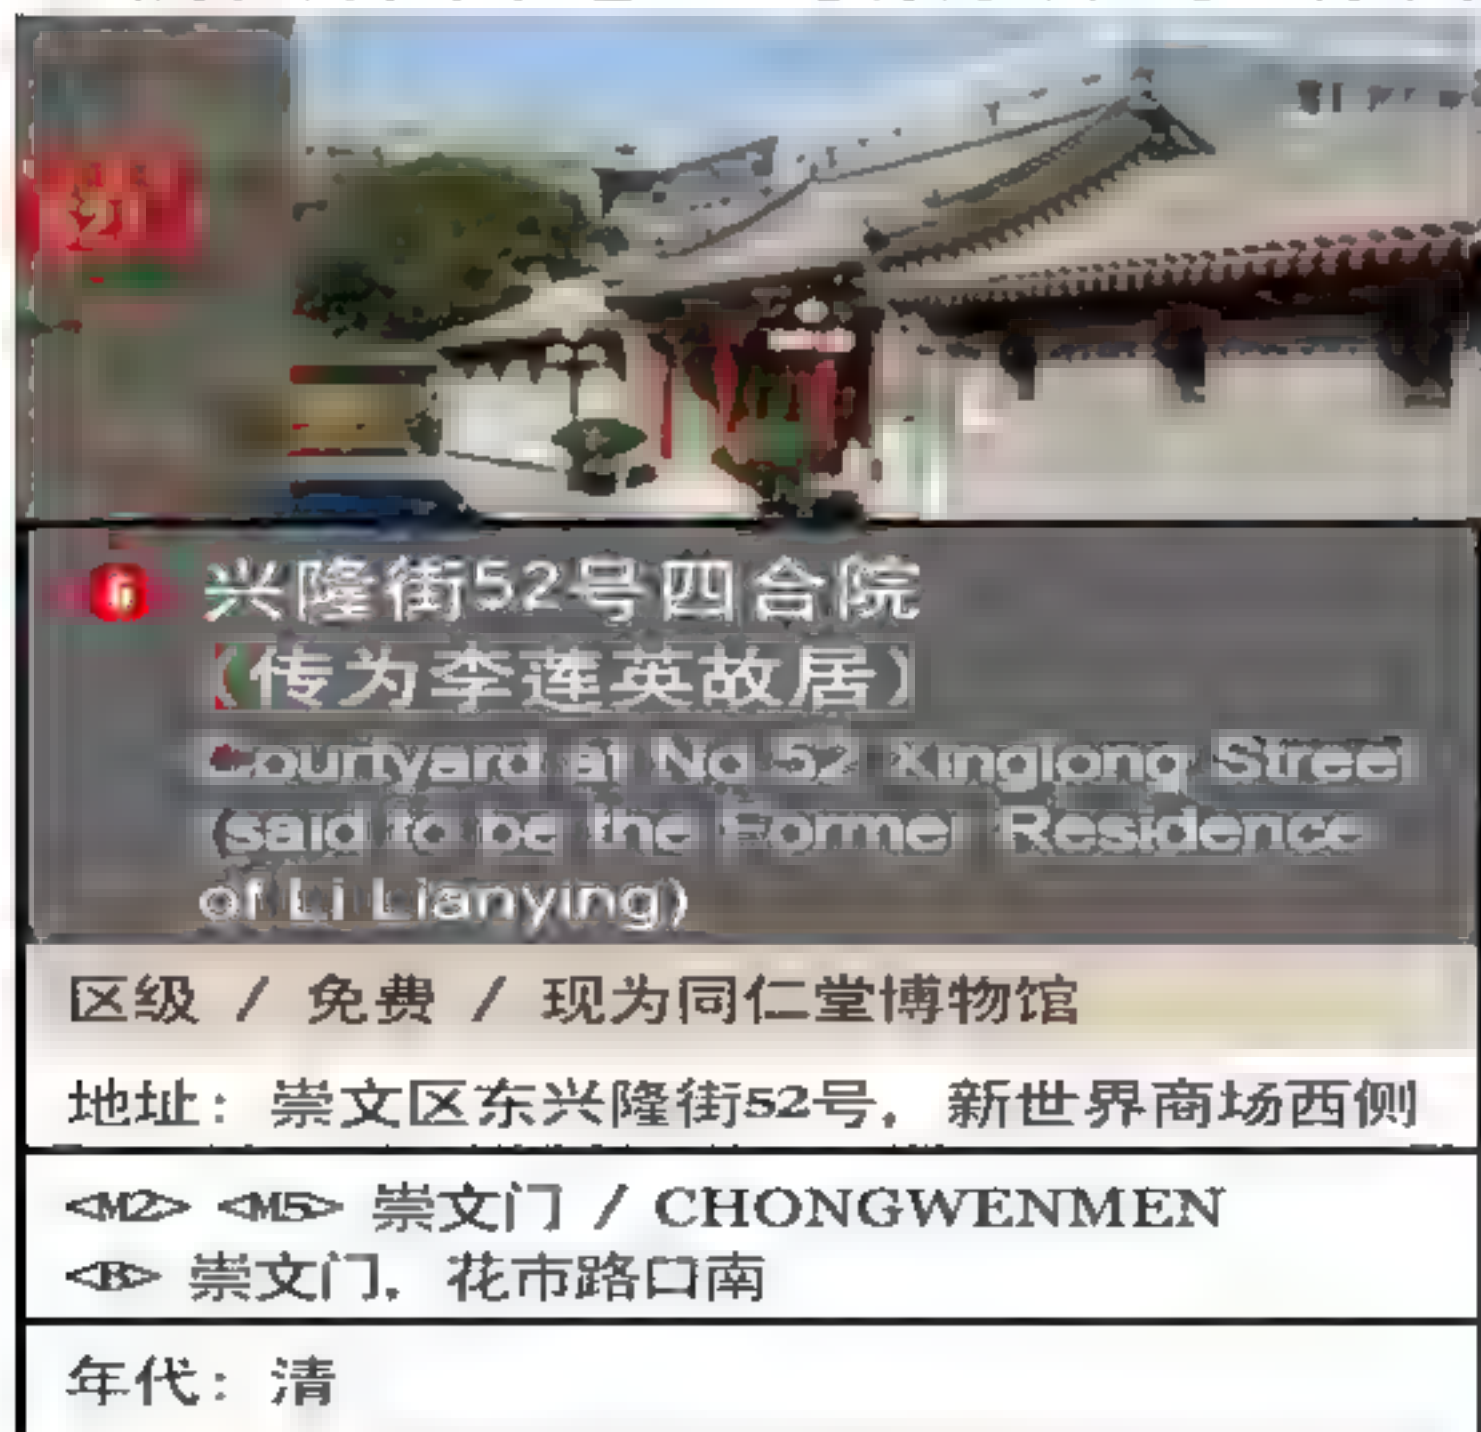 兴隆街52号四合院
（传为李莲英故居）
Courtyard at No 52 Xinglong Street
(said to be the Former Residence
of Li Lianying)
区级 / 免费 / 现为同仁堂博物馆
地址：崇文区东兴隆街52号，新世界商场西侧
<M2> <M5> 崇文门 / CHONGWENMEN
<B> 崇文门，花市路口南
年代：清